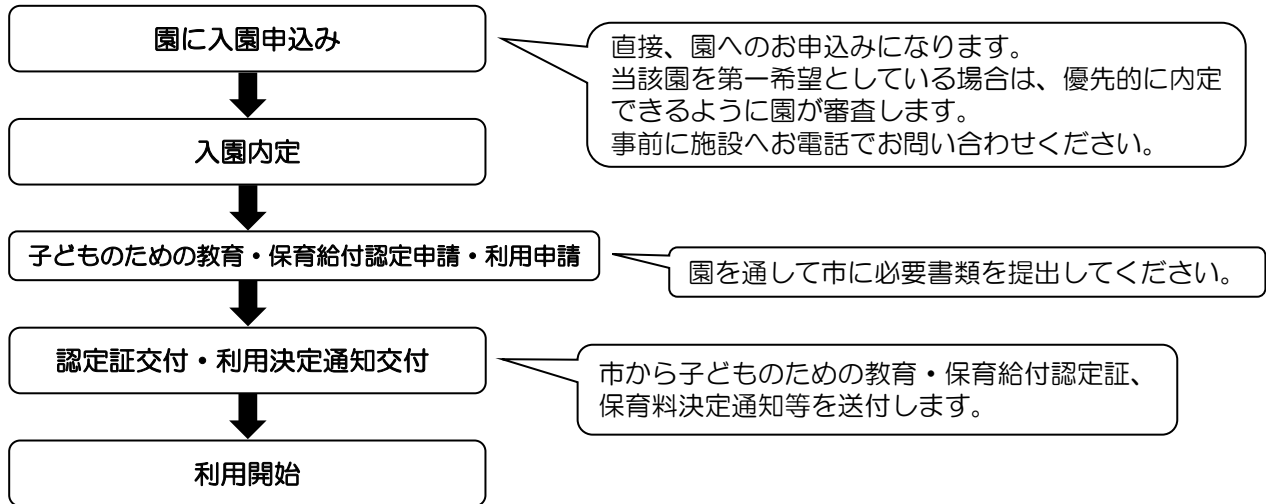 園に入園申込み
直接、園へのお申込みになります。
当該園を第一希望としている場合は、優先的に内定
できるように園が審査します。
事前に施設へお電話でお問い合わせください。
入園内定
子どものための教育・保育給付認定申請・利用申請
園を通して市に必要書類を提出してください。
認定証交付・利用決定通知交付
市から子どものための教育・保育給付認定証、
保育料決定通知等を送付します。
利用開始